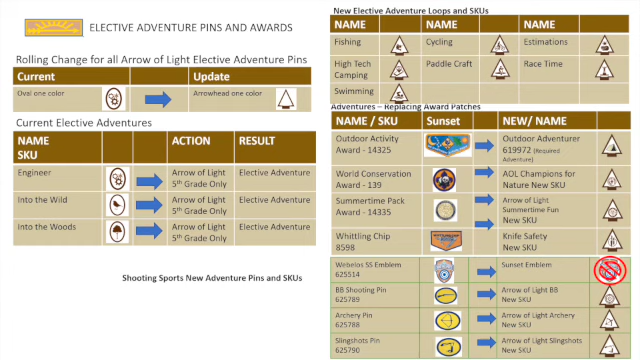 ELECTIVE ADVENTURE PINS AND AWARDS
Rolling Change for all Arrow of Light Elective Adventure Pins
Current Update
Oval one color Arrowhead one color
Current Elective Adventures
NAME ACTION RESULT
SKU
Engineer Arrow of Light Elective Adventure
5th Grade Only
Into the Wild Arrow of Light Elective Adventure
5th Grade Only
Into the Woods Arrow of Light Elective Adventure
5th Grade Only
Shooting Sports New Adventure Pins and SKUs
New Elective Adventure Loops and SKUs
NAME NAME NAME
Fishing Cycling Estimations
High Tech Paddle Craft Race Time
Camping
Swimming
Adventures – Replacing Award Patches
NAME / SKU Sunset NEW/ NAME
Outdoor Activity Outdoor Adventurer
Award - 14325 619972 (Required
Adventure)
World Conservation AOL Champions for
Award - 139 Nature New SKU
Summertime Pack Arrow of Light
Award - 14335 Summertime Fun
New SKU
Whittling Chip Knife Safety
8598 New SKU
Webelos SS Emblem Sunset Emblem
625514
BB Shooting Pin Arrow of Light BB
625789 New SKU
Archery Pin Arrow of Light Archery
625788 New SKU
Slingshots Pin Arrow of Light Slingshots
625790 New SKU